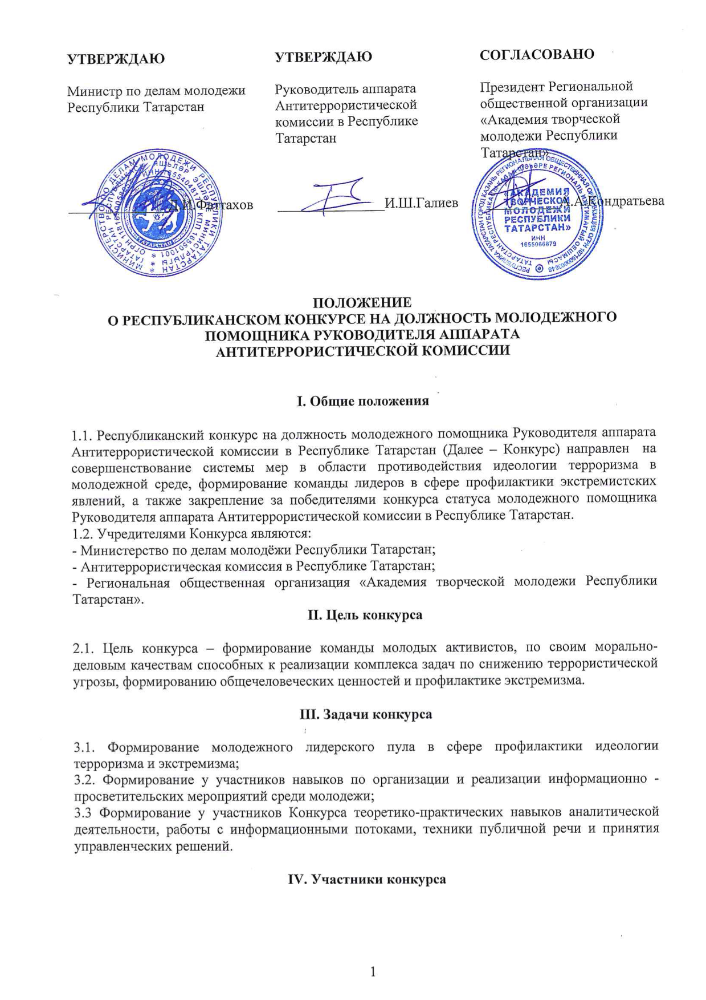 УТВЕРЖДАЮ
Министр по делам молодежи
Республики Татарстан
Д.И.Фаттахов
УТВЕРЖДАЮ
Руководитель аппарата
Антитеррористической
комиссии в Республике
Татарстан
И.Ш.Галиев
СОГЛАСОВАНО
Президент Региональной
общественной организации
«Академия творческой
молодежи Республики
Татарстан»
А.А.Кондратьева
«АКАДЕМИЯ
ТВОРЧЕСКОЙ
МОЛОДЕЖИ
РЕСПУБЛИКИ
ТАТАРСТАН»
ИНН
1655066879
ПОЛОЖЕНИЕ
О РЕСПУБЛИКАНСКОМ КОНКУРСЕ НА ДОЛЖНОСТЬ МОЛОДЕЖНОГО
ПОМОЩНИКА РУКОВОДИТЕЛЯ АППАРАТА
АНТИТЕРРОРИСТИЧЕСКОЙ КОМИССИИ
I. Общие положения
1.1. Республиканский конкурс на должность молодежного помощника Руководителя аппарата
Антитеррористической комиссии в Республике Татарстан (Далее – Конкурс) направлен на
совершенствование системы мер в области противодействия идеологии терроризма в
молодежной среде, формирование команды лидеров в сфере профилактики экстремистских
явлений, а также закрепление за победителями конкурса статуса молодежного помощника
Руководителя аппарата Антитеррористической комиссии в Республике Татарстан.
1.2. Учредителями Конкурса являются:
- Министерство по делам молодёжи Республики Татарстан;
- Антитеррористическая комиссия в Республике Татарстан;
- Региональная общественная организация «Академия творческой молодежи Республики
Татарстан».
II. Цель конкурса
2.1. Цель конкурса – формирование команды молодых активистов, по своим морально-
деловым качествам способных к реализации комплекса задач по снижению террористической
угрозы, формированию общечеловеческих ценностей и профилактике экстремизма.
III. Задачи конкурса
3.1. Формирование молодежного лидерского пула в сфере профилактики идеологии
терроризма и экстремизма;
3.2. Формирование у участников навыков по организации и реализации информационно -
просветительских мероприятий среди молодежи;
3.3 Формирование у участников Конкурса теоретико-практических навыков аналитической
деятельности, работы с информационными потоками, техники публичной речи и принятия
управленческих решений.
IV. Участники конкурса
1